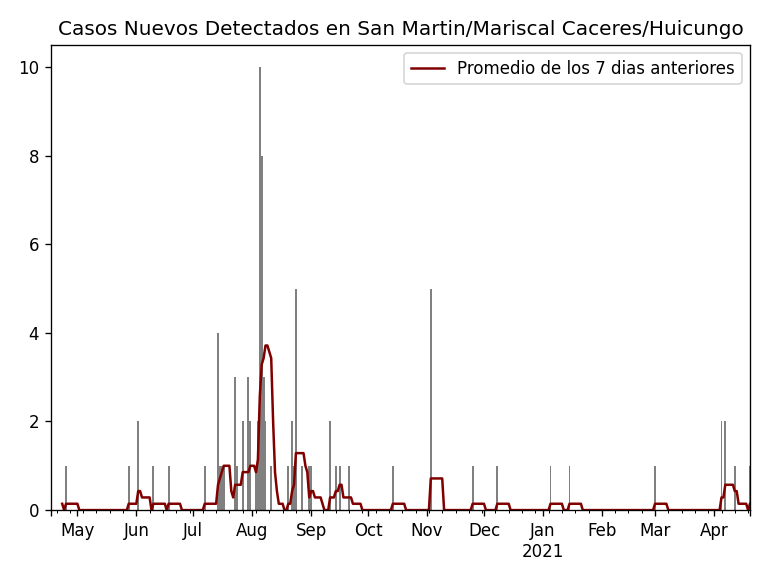 Casos Nuevos Detectados en San Martin/Mariscal Caceres/Huicungo
Promedio de los 7 dias anteriores
10
8
6
4
2
0
May Jun Jul Aug Sep Oct Nov Dec Jan Feb Mar Apr
2021